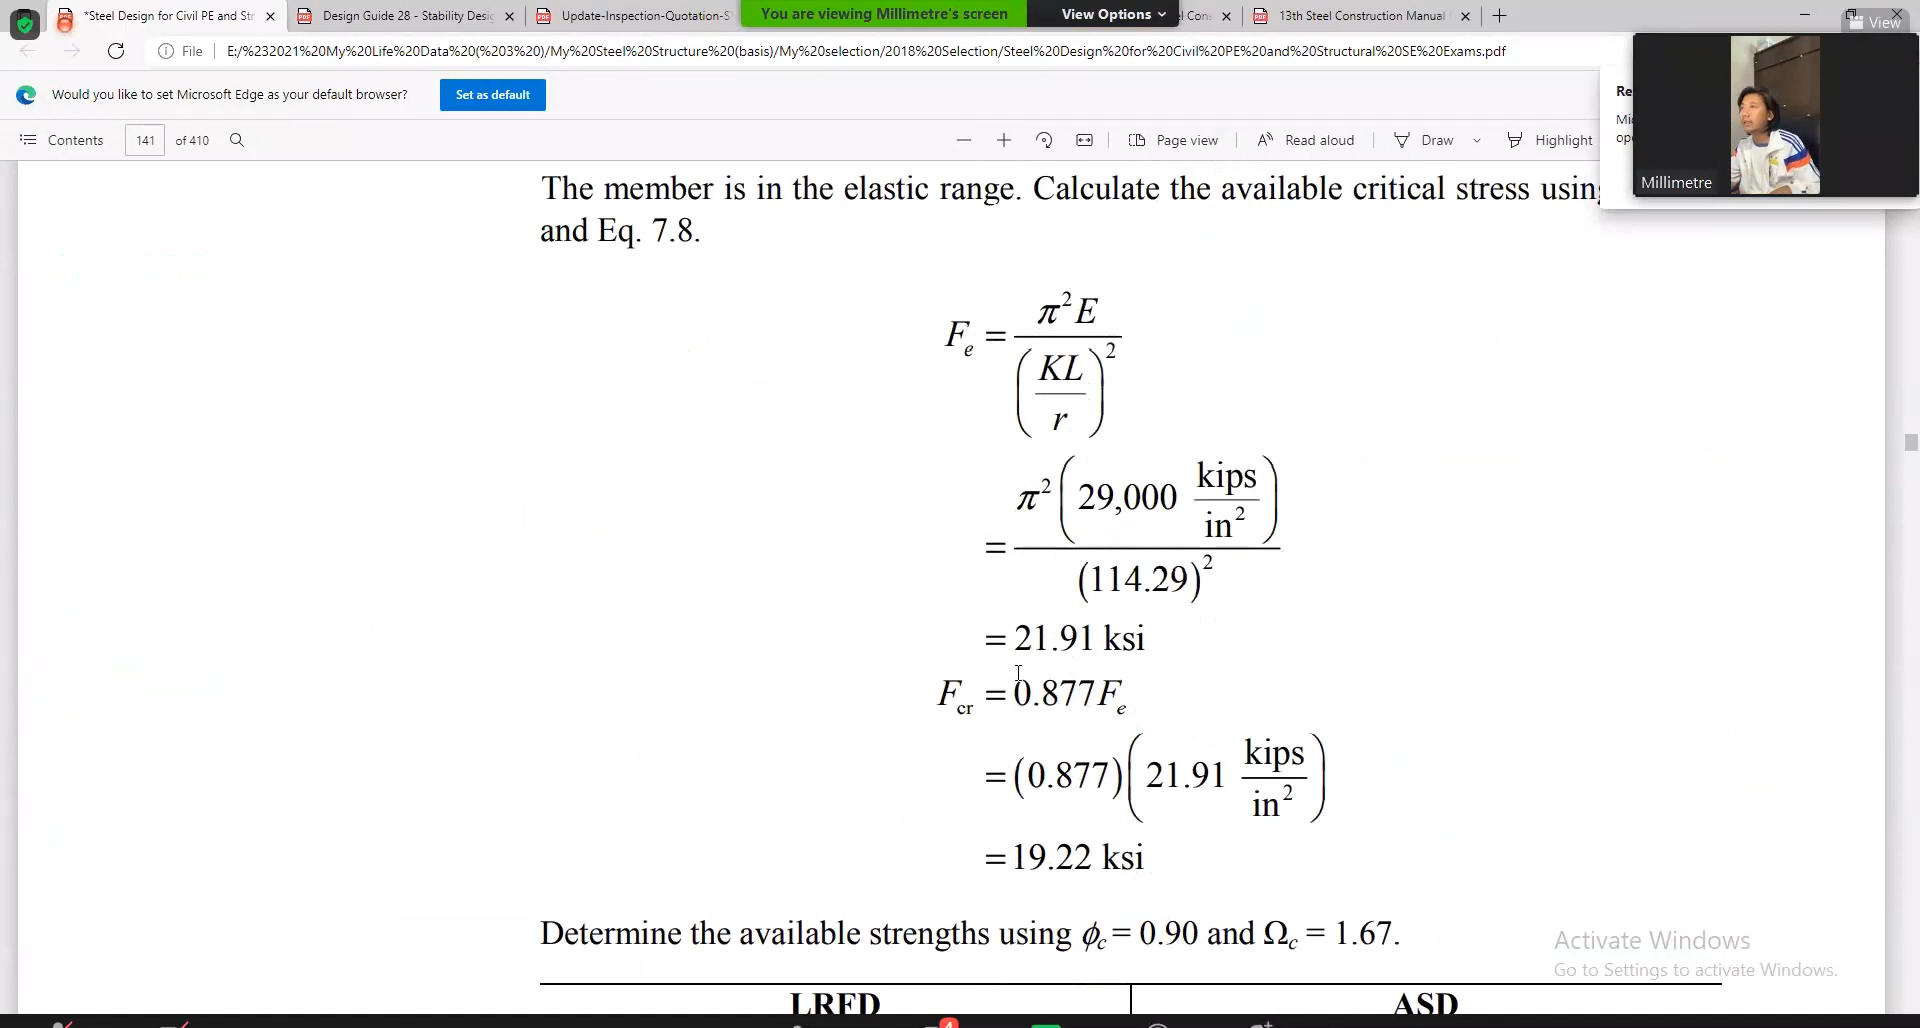 *Steel Design for Civil PE and Str
Design Guide 28 - Stability Desig
Update-Inspection-Quotation-S
You are viewing Millimetre's screen
View Options
13th Steel Construction Manual
View
File
E:/%232021%20My%20Life%20Data%20(%203%20)/My%20Steel%20Structure%20(basis)/My%20selection/2018%20Selection/Steel%20Design%20for%20Civil%20PE%20and%20Structural%20SE%20Exams.pdf
Would you like to set Microsoft Edge as your default browser?
Set as default
Re
Mic
ope
Contents
141
of 410
Page view
Read aloud
Draw
Highlight
Millimetre
The member is in the elastic range. Calculate the available critical stress using
and Eq. 7.8.
F_e = π²E / (KL/r)²
= π²(29,000 kips/in²) / (114.29)²
= 21.91 ksi
F_cr = 0.877F_e
= (0.877)(21.91 kips/in²)
= 19.22 ksi
Determine the available strengths using ϕ_c = 0.90 and Ω_c = 1.67.
Activate Windows
Go to Settings to activate Windows.
LRFD
ASD
4